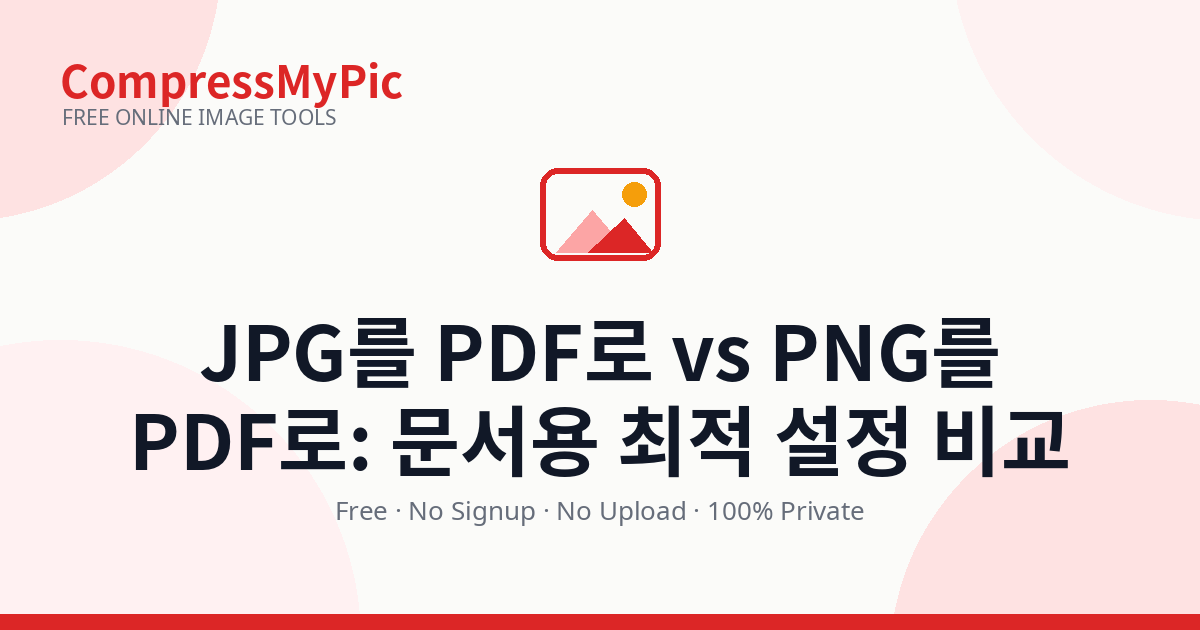 CompressMyPic
FREE ONLINE IMAGE TOOLS
JPG를 PDF로 vs PNG를
PDF로: 문서용 최적 설정 비교
Free · No Signup · No Upload · 100% Private